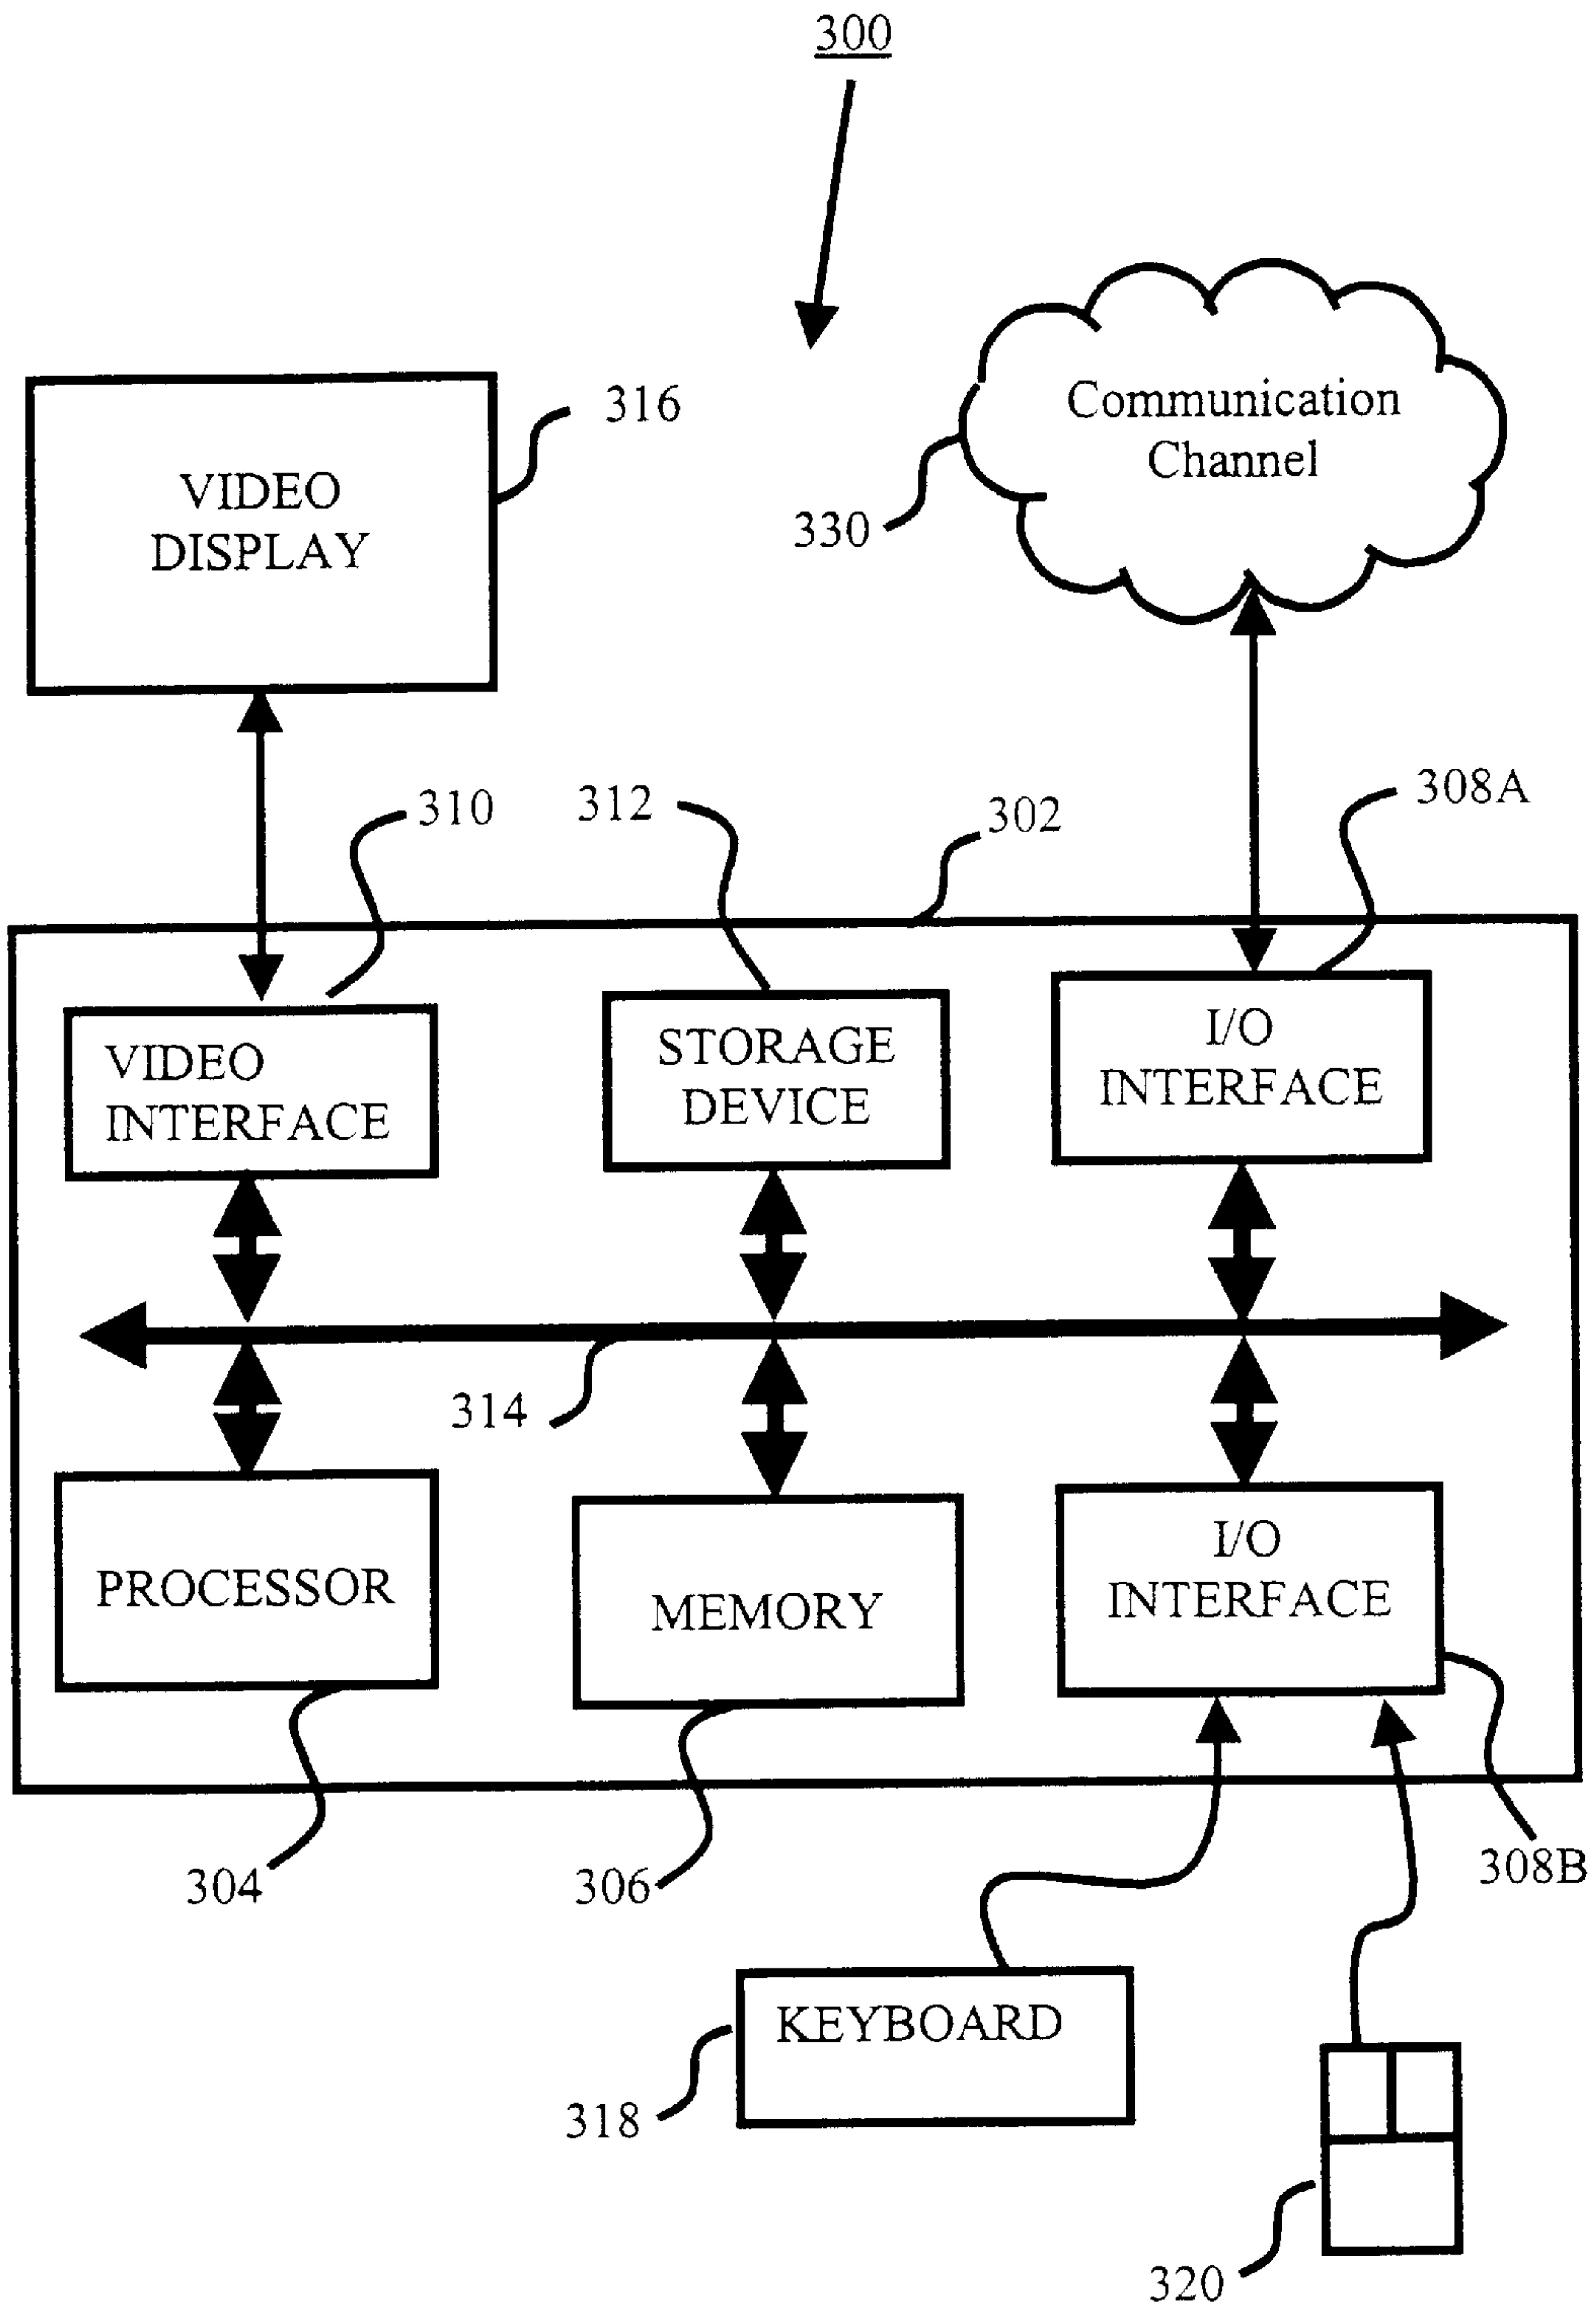 300
Communication
Channel
316
VIDEO
DISPLAY
330
310
312
302
308A
VIDEO
INTERFACE
STORAGE
DEVICE
I/O
INTERFACE
314
PROCESSOR
MEMORY
I/O
INTERFACE
304
306
308B
KEYBOARD
318
320